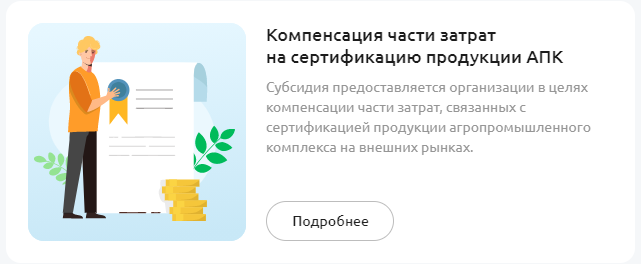 Компенсация части затрат
на сертификацию продукции АПК
Субсидия предоставляется организации в целях
компенсации части затрат, связанных с
сертификацией продукции агропромышленного
комплекса на внешних рынках.
Подробнее